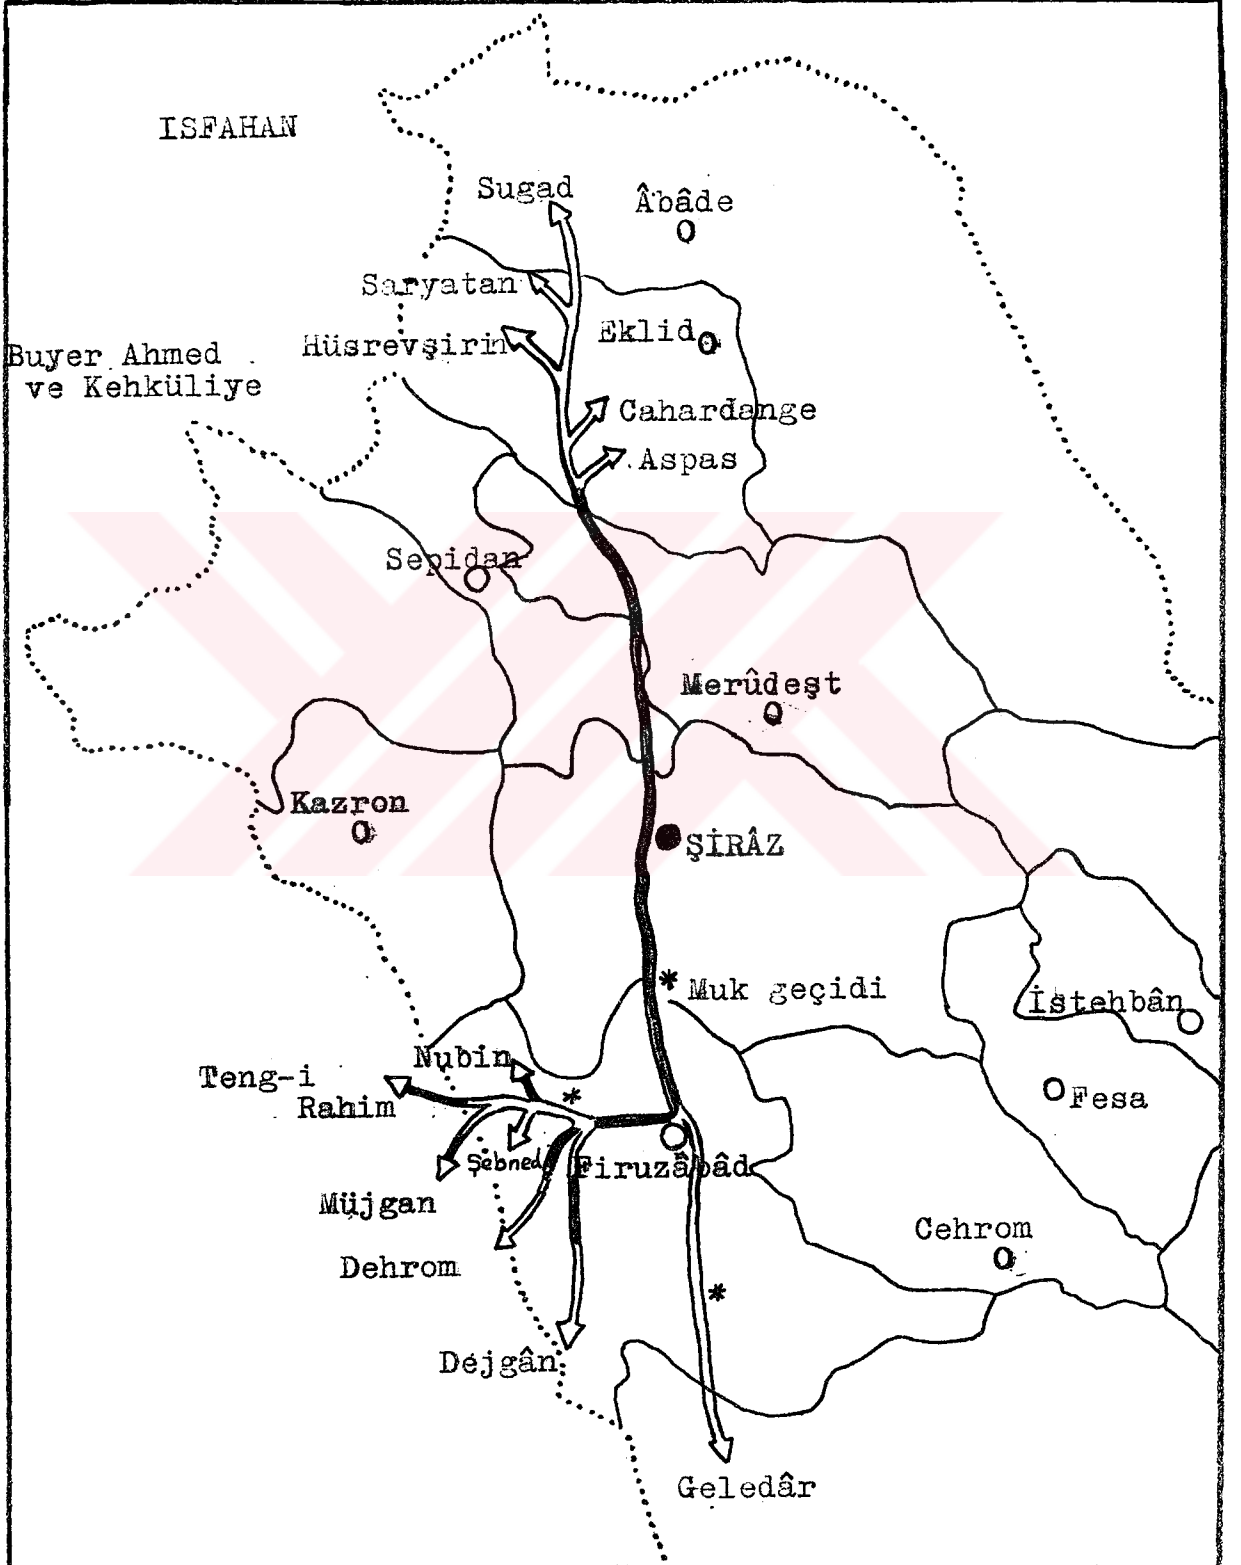 ISFAHAN
Sugad
Âbâde
Saryatan
Hüsrevşirin
Eklid
Buyer Ahmed
ve Kehküliye
Cahardange
Aspas
Sepidan
Merûdeşt
Kazron
ŞİRÂZ
* Muk geçidi
İstehbân
Nubin
Teng-i
Rahim
*
Fesa
Şebned
Firuzâbâd
Müjgan
Cehrom
Dehrom
*
Dejgân
Geledâr